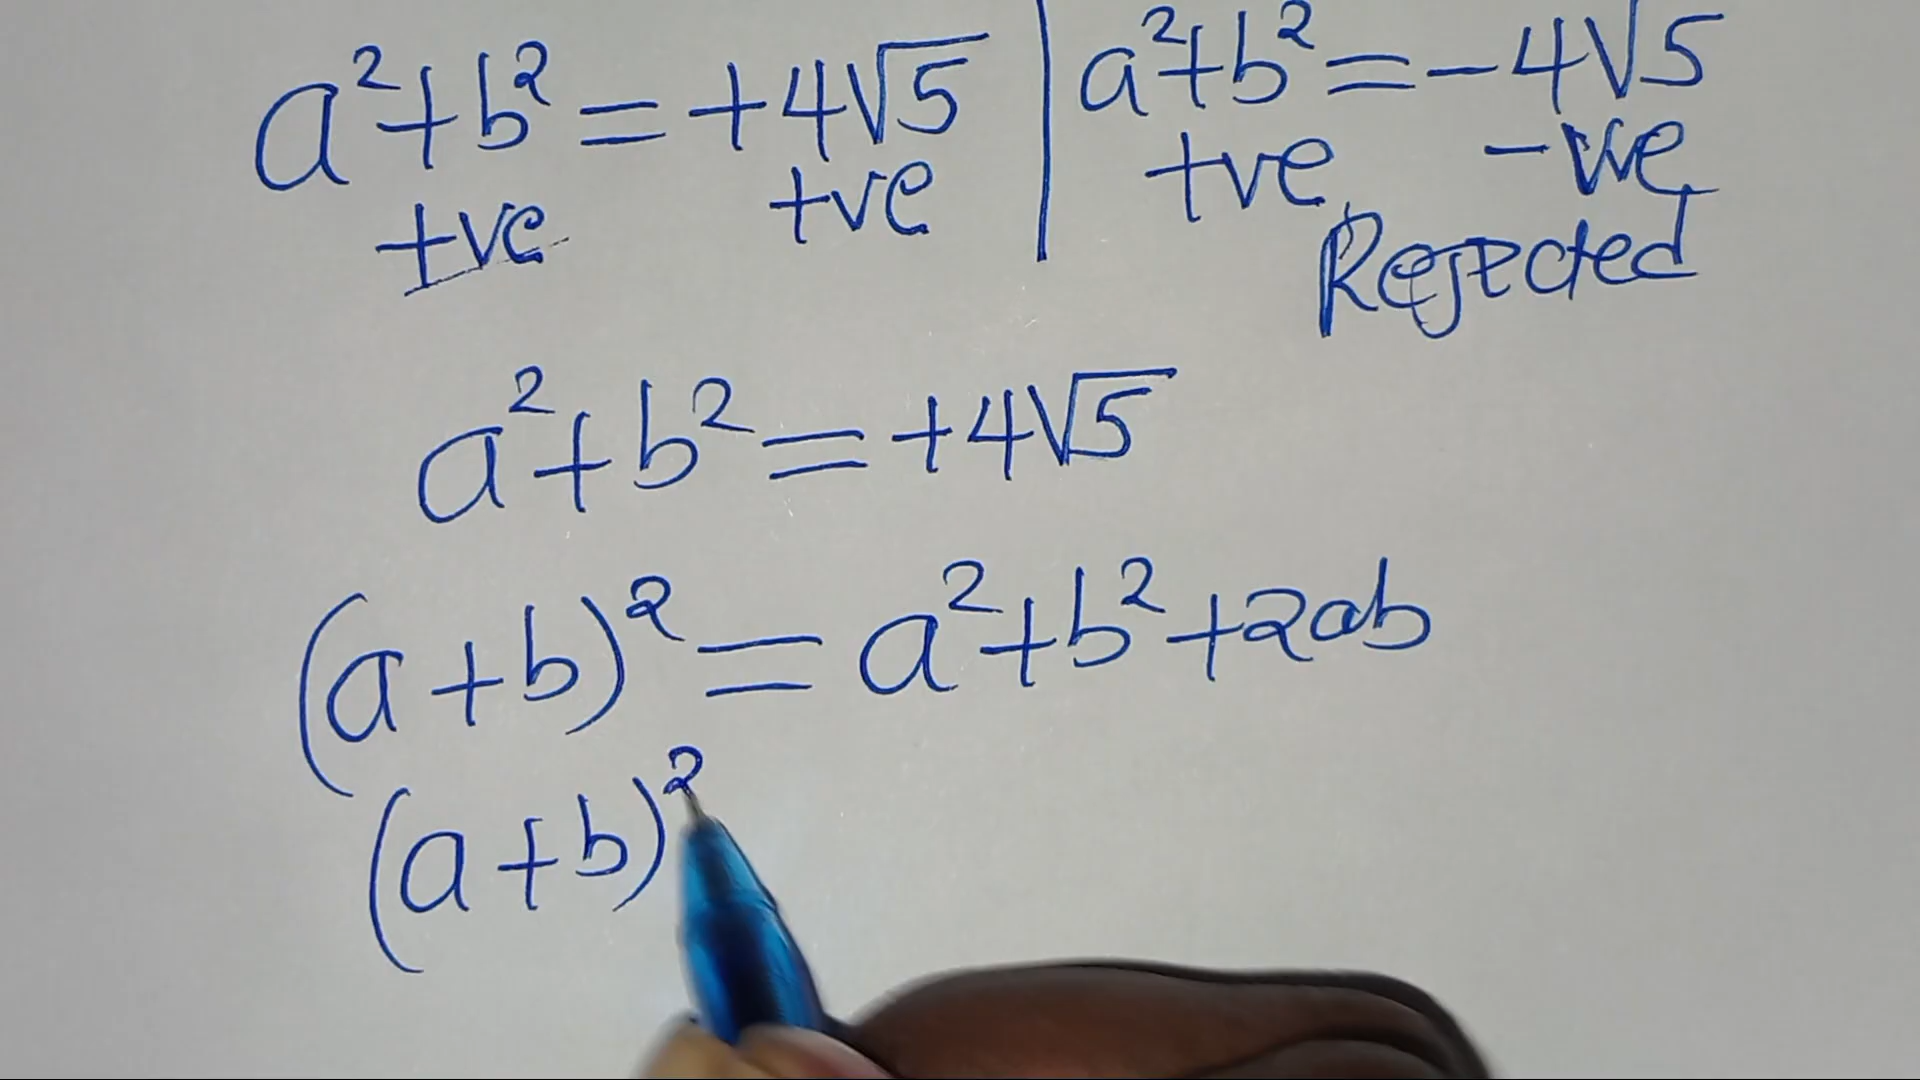 a²+b² = +4√5 | a²+b² = -4√5
+ve +ve +ve -ve
Rejected
a²+b² = +4√5
(a+b)² = a²+b²+2ab
(a+b)²